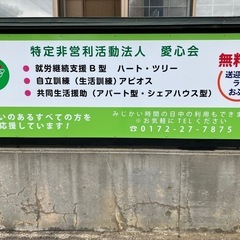 特定非営利活動法人 愛心会
● 就労継続支援B型 ハート・ツリー
● 自立訓練（生活訓練）アビオス
● 共同生活援助（アパート型・シェアハウス型）
無料
送迎
ラ
お
いのあるすべての方を
応援しています！
みじかい時間の日中の利用もできま
※お気軽にTEL下さい！
☎0172-27-7875